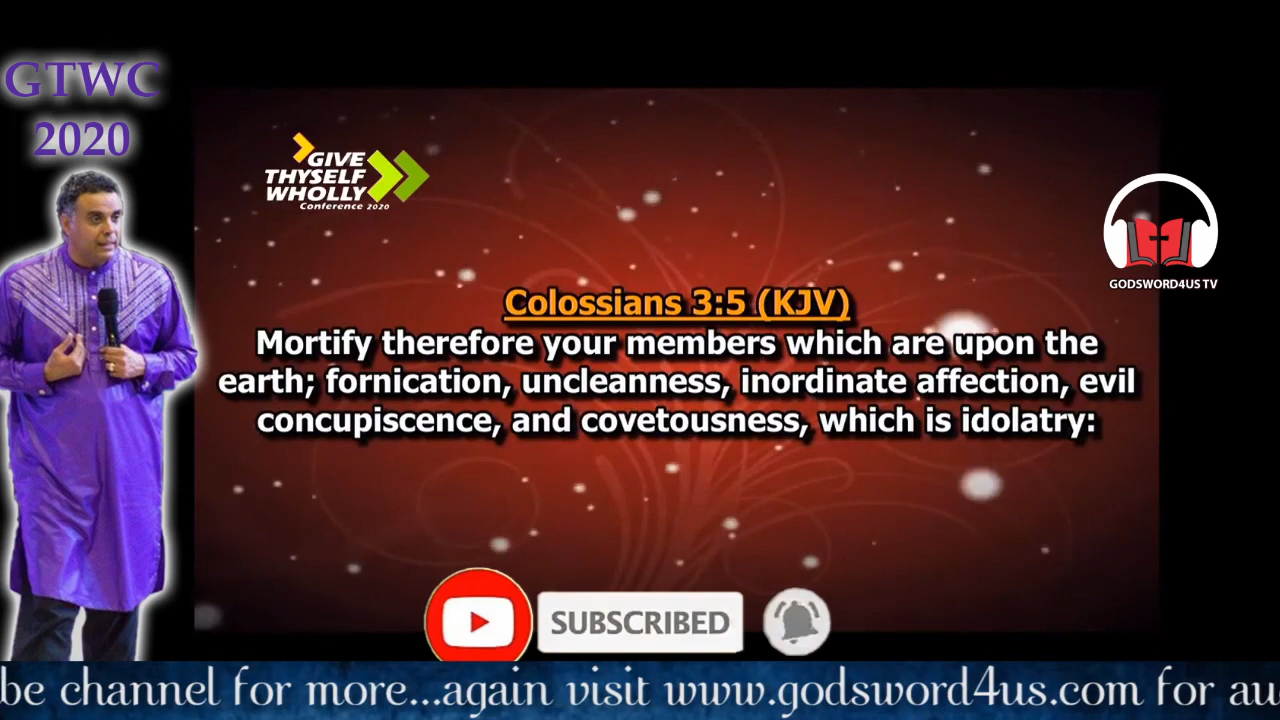 GTWC
2020
GIVE
THYSELF
WHOLLY
Conference 2020
GODSWORD4US TV
Colossians 3:5 (KJV)
Mortify therefore your members which are upon the
earth; fornication, uncleanness, inordinate affection, evil
concupiscence, and covetousness, which is idolatry:
SUBSCRIBED
be channel for more...again visit www.godsword4us.com for au